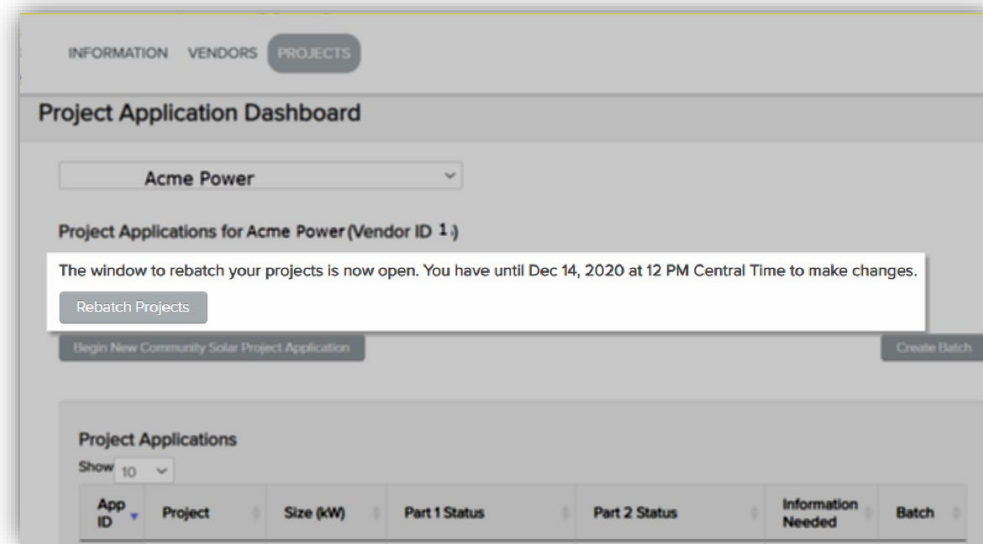 INFORMATION VENDORS PROJECTS
Project Application Dashboard
Acme Power
Project Applications for Acme Power (Vendor ID 1)
The window to rebatch your projects is now open. You have until Dec 14, 2020 at 12 PM Central Time to make changes.
Rebatch Projects
Begin New Community Solar Project Application Create Batch
Project Applications
Show 10
App ID Project Size (kW) Part 1 Status Part 2 Status Information Needed Batch